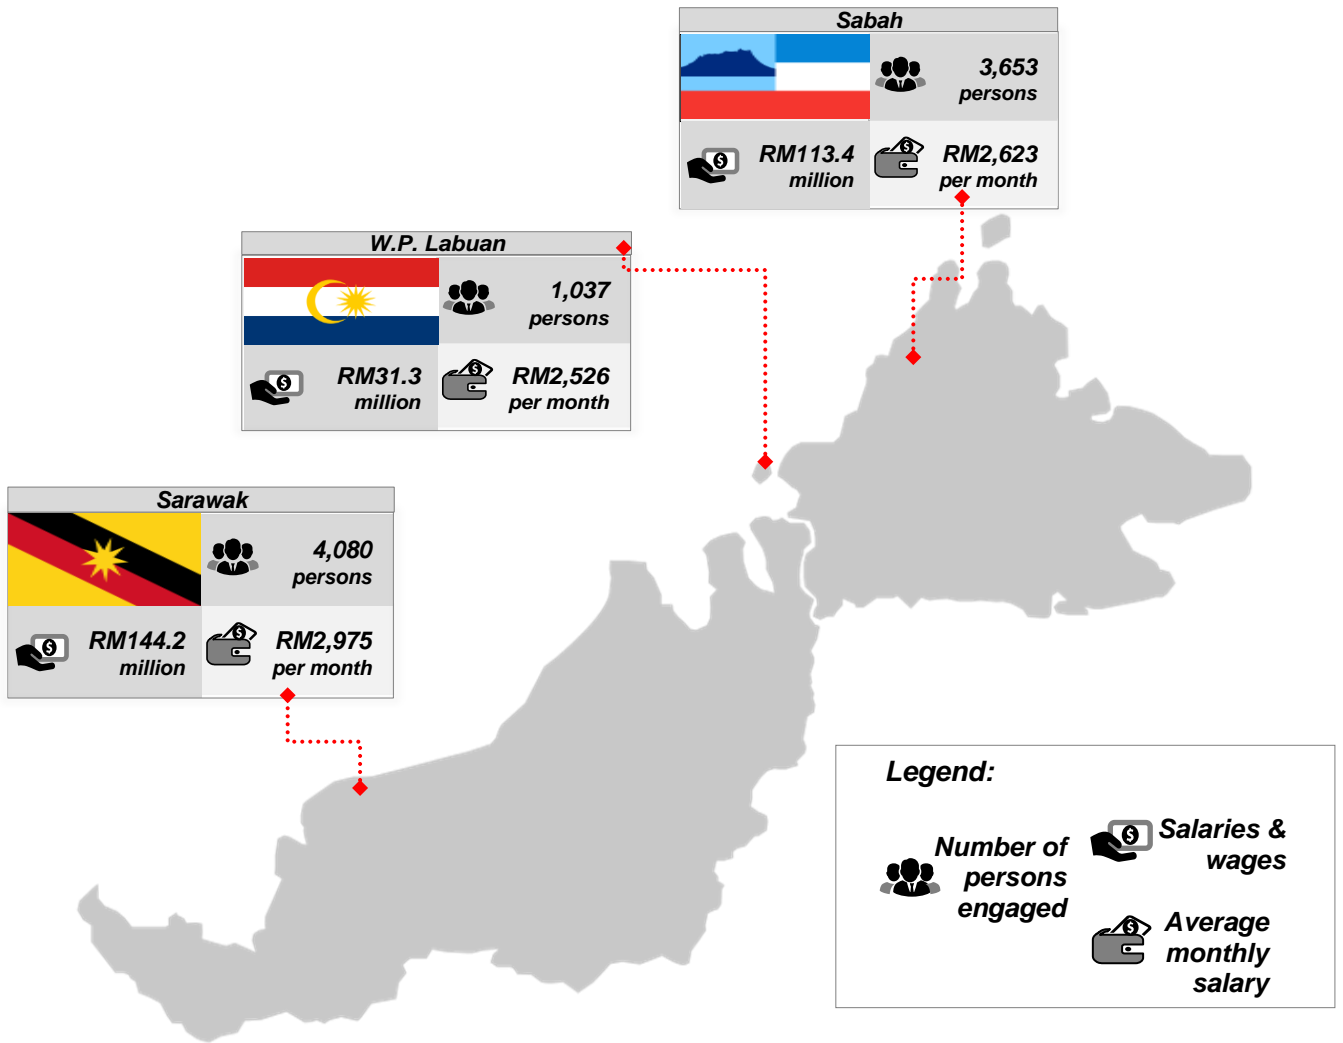 Sabah
3,653
persons
RM113.4
million
RM2,623
per month
W.P. Labuan
1,037
persons
RM31.3
million
RM2,526
per month
Sarawak
4,080
persons
RM144.2
million
RM2,975
per month
Legend:
Number of
persons
engaged
Salaries &
wages
Average
monthly
salary